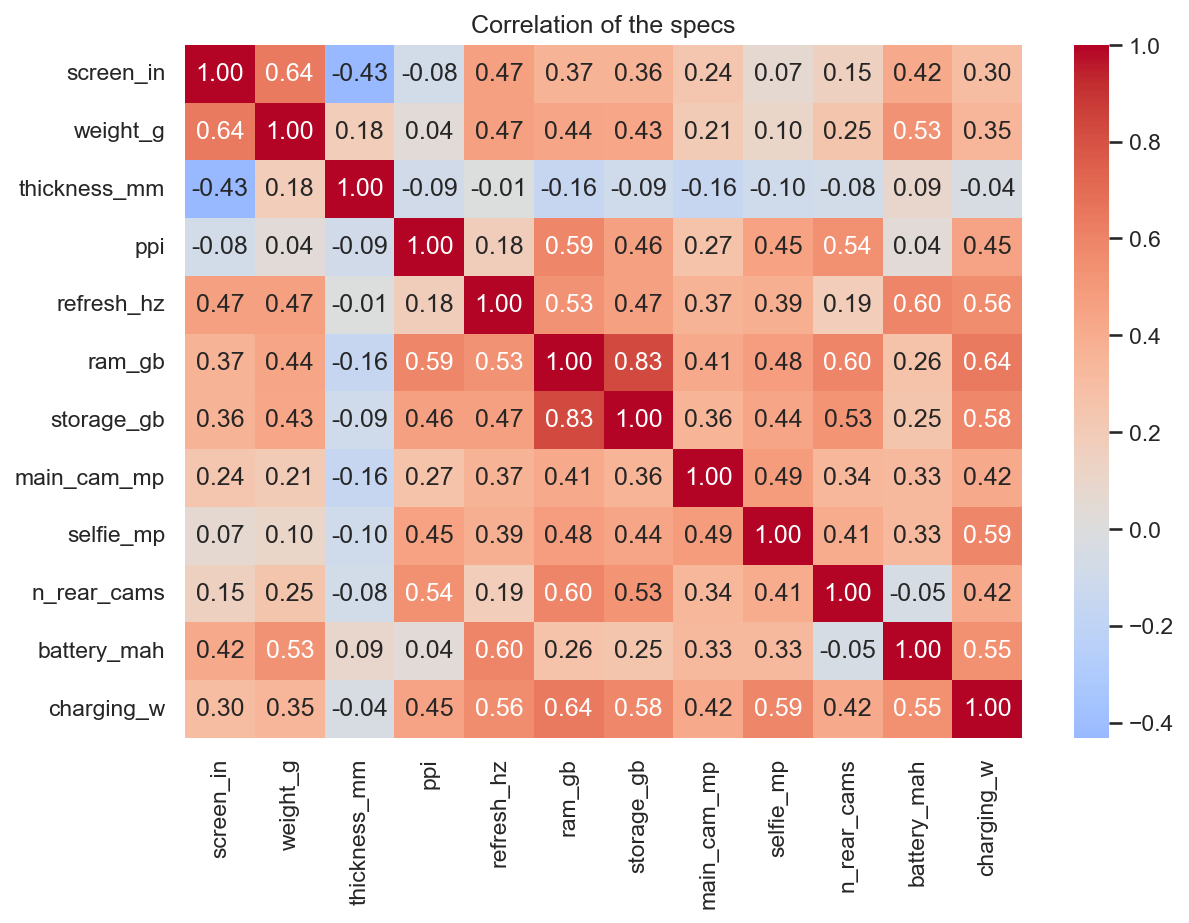 Correlation of the specs
screen_in 1.00 0.64 -0.43 -0.08 0.47 0.37 0.36 0.24 0.07 0.15 0.42 0.30
weight_g 0.64 1.00 0.18 0.04 0.47 0.44 0.43 0.21 0.10 0.25 0.53 0.35
thickness_mm -0.43 0.18 1.00 -0.09 -0.01 -0.16 -0.09 -0.16 -0.10 -0.08 0.09 -0.04
ppi -0.08 0.04 -0.09 1.00 0.18 0.59 0.46 0.27 0.45 0.54 0.04 0.45
refresh_hz 0.47 0.47 -0.01 0.18 1.00 0.53 0.47 0.37 0.39 0.19 0.60 0.56
ram_gb 0.37 0.44 -0.16 0.59 0.53 1.00 0.83 0.41 0.48 0.60 0.26 0.64
storage_gb 0.36 0.43 -0.09 0.46 0.47 0.83 1.00 0.36 0.44 0.53 0.25 0.58
main_cam_mp 0.24 0.21 -0.16 0.27 0.37 0.41 0.36 1.00 0.49 0.34 0.33 0.42
selfie_mp 0.07 0.10 -0.10 0.45 0.39 0.48 0.44 0.49 1.00 0.41 0.33 0.59
n_rear_cams 0.15 0.25 -0.08 0.54 0.19 0.60 0.53 0.34 0.41 1.00 -0.05 0.42
battery_mah 0.42 0.53 0.09 0.04 0.60 0.26 0.25 0.33 0.33 -0.05 1.00 0.55
charging_w 0.30 0.35 -0.04 0.45 0.56 0.64 0.58 0.42 0.59 0.42 0.55 1.00
screen_in
weight_g
thickness_mm
ppi
refresh_hz
ram_gb
storage_gb
main_cam_mp
selfie_mp
n_rear_cams
battery_mah
charging_w
1.0
0.8
0.6
0.4
0.2
0.0
−0.2
−0.4